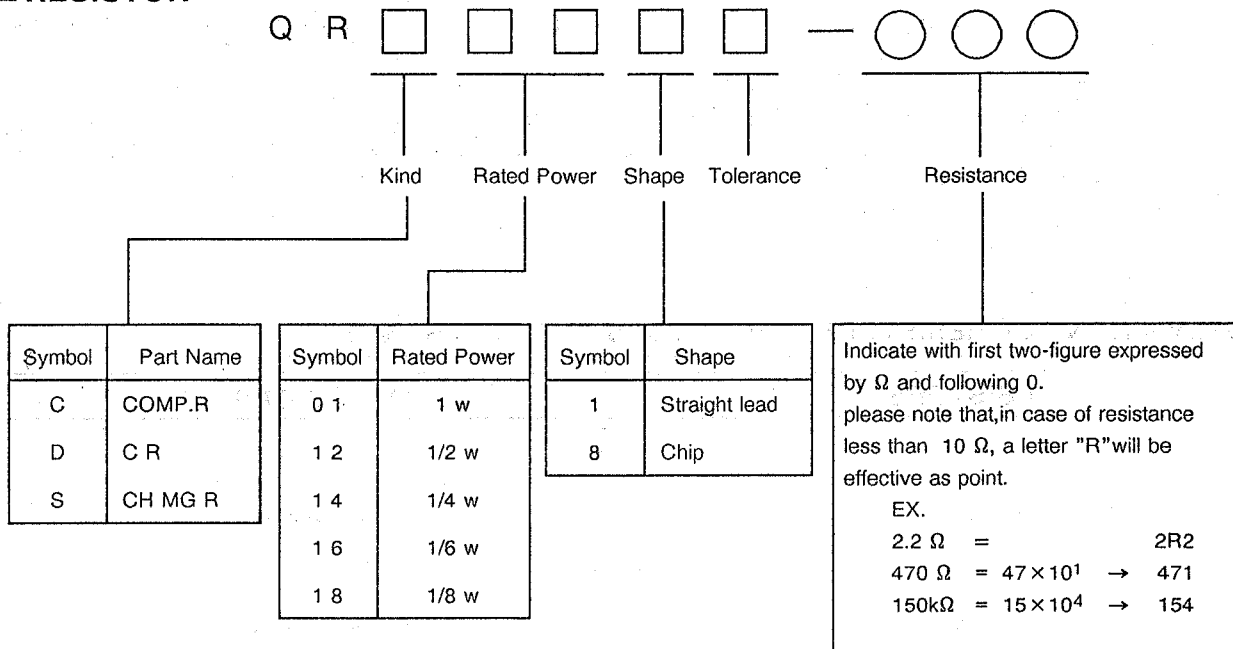 Q R □ □ □ □ □ — ○ ○ ○
Kind Rated Power Shape Tolerance Resistance
Symbol Part Name
C COMP.R
D C R
S CH MG R
Symbol Rated Power
0 1 1 w
1 2 1/2 w
1 4 1/4 w
1 6 1/6 w
1 8 1/8 w
Symbol Shape
1 Straight lead
8 Chip
Indicate with first two-figure expressed
by Ω and following 0.
please note that,in case of resistance
less than 10 Ω, a letter "R"will be
effective as point.
EX.
2.2 Ω = 2R2
470 Ω = 47×10¹ → 471
150kΩ = 15×10⁴ → 154